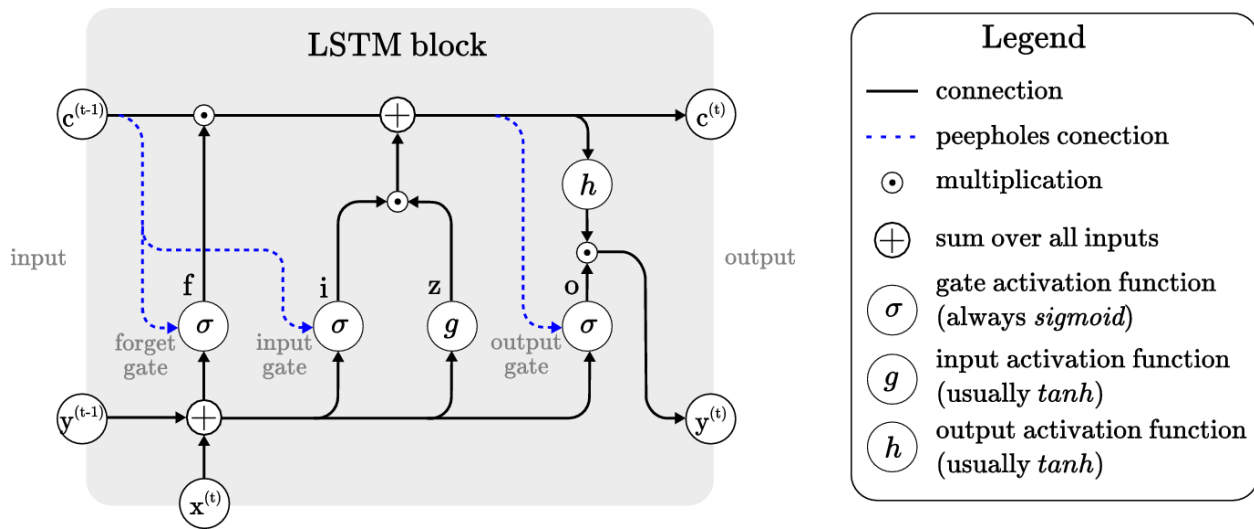 LSTM block
c(t-1)
c(t)
h
input
output
f
i
z
o
σ
σ
g
σ
forget
gate
input
gate
output
gate
y(t-1)
y(t)
x(t)
Legend
connection
peepholes conection
multiplication
sum over all inputs
σ
gate activation function
(always sigmoid)
g
input activation function
(usually tanh)
h
output activation function
(usually tanh)